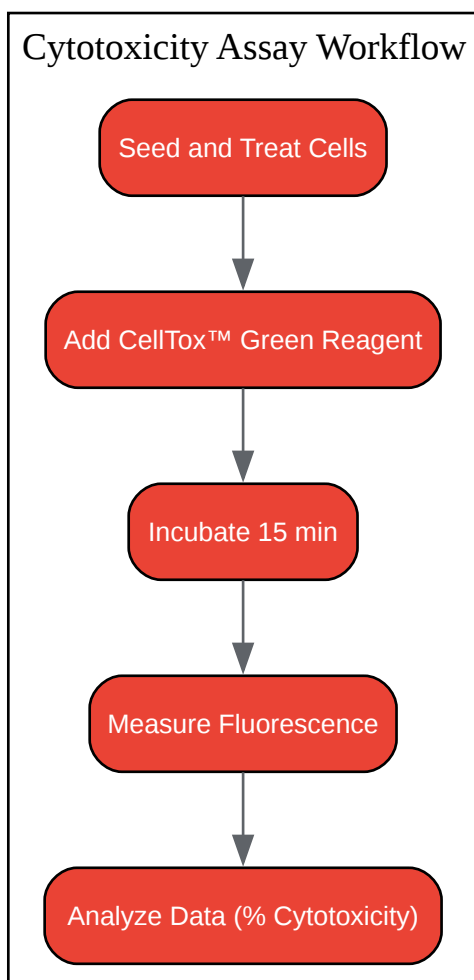 Cytotoxicity Assay Workflow
Seed and Treat Cells
Add CellTox™ Green Reagent
Incubate 15 min
Measure Fluorescence
Analyze Data (% Cytotoxicity)